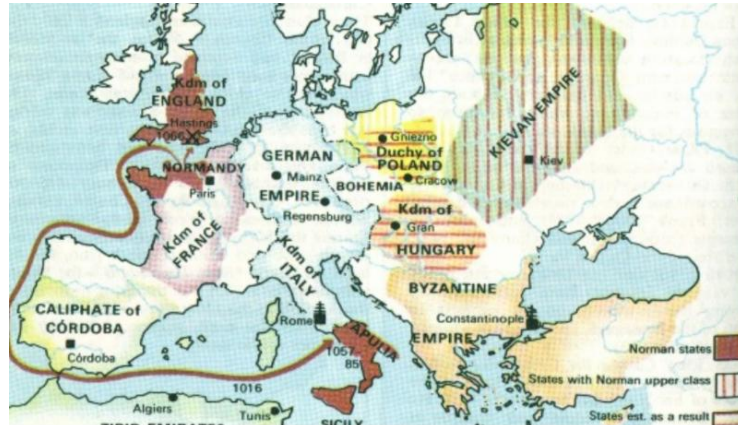 Kdm of
ENGLAND
Hastings
1066
NORMANDY
Paris
Kdm of
FRANCE
GERMAN
Mainz
EMPIRE
Regensburg
Kdm of
ITALY
Rome
BOHEMIA
Gniezno
Duchy of
POLAND
Cracow
Kdm of
Gran
HUNGARY
KIEVAN EMPIRE
Kiev
BYZANTINE
Constantinople
EMPIRE
CALIPHATE of
CÓRDOBA
Córdoba
APULIA
1057-
85
1016
Algiers
Tunis
SICILY
Norman states
States with Norman upper class
States est. as a result